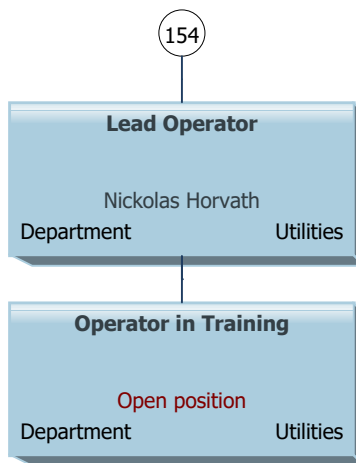 154
Lead Operator
Nickolas Horvath
Department Utilities
Operator in Training
Open position
Department Utilities